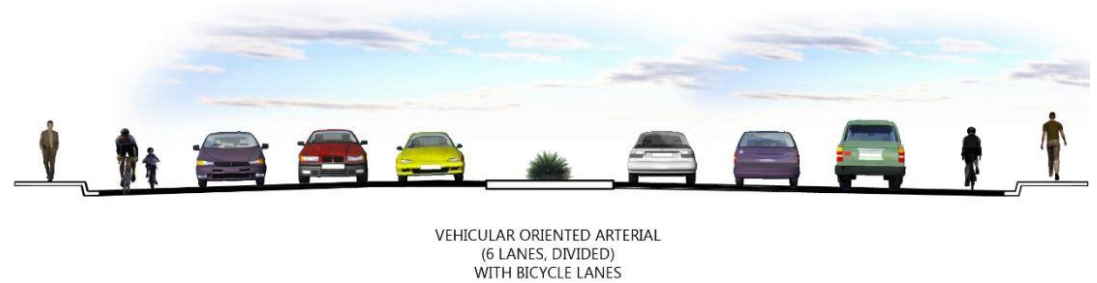 VEHICULAR ORIENTED ARTERIAL
(6 LANES, DIVIDED)
WITH BICYCLE LANES